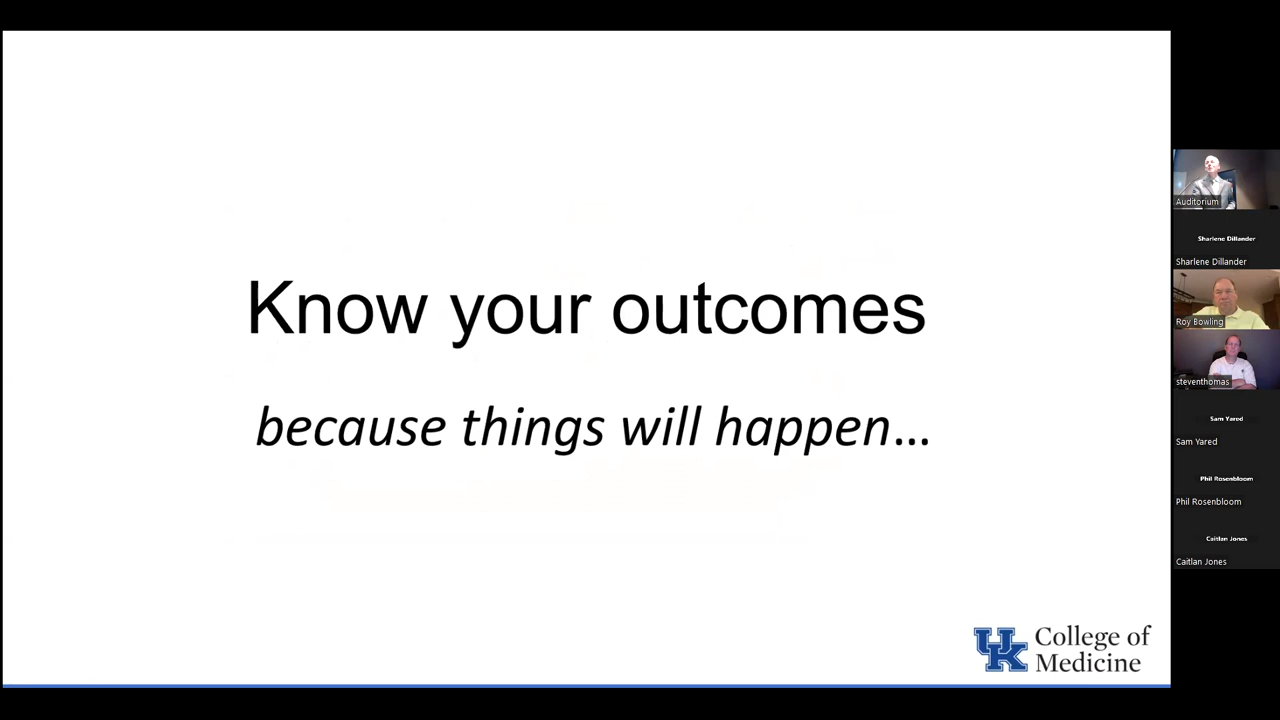 Know your outcomes
because things will happen…
UK College of
Medicine
Auditorium
Sharlene Dillander
Sharlene Dillander
Roy Bowling
steventhomas
Sam Yared
Sam Yared
Phil Rosenbloom
Phil Rosenbloom
Caitlan Jones
Caitlan Jones